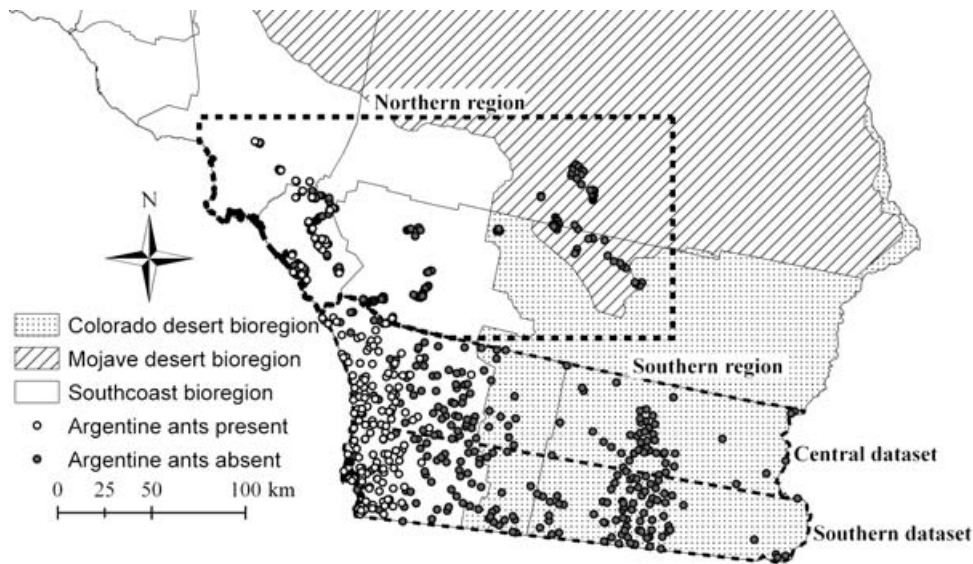 Northern region
N
Colorado desert bioregion
Mojave desert bioregion
Southern region
Southcoast bioregion
Argentine ants present
Argentine ants absent
Central dataset
0 25 50 100 km
Southern dataset